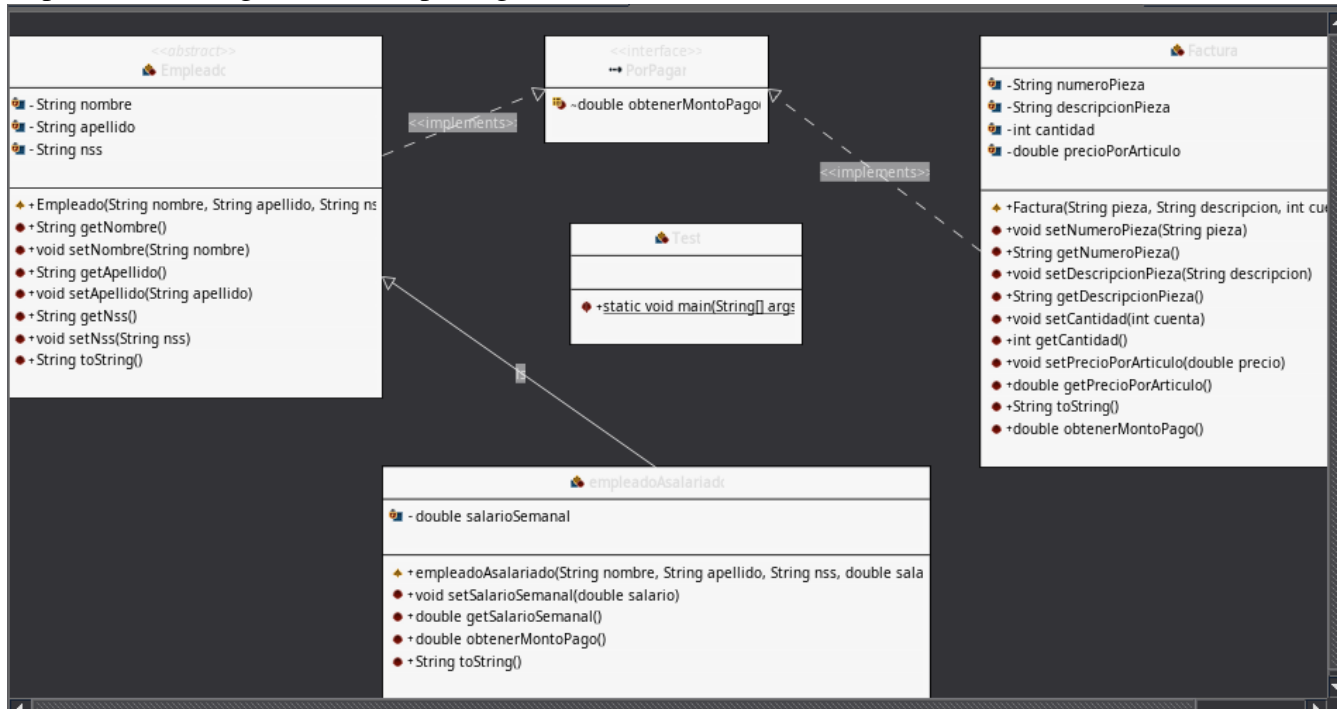 <<abstract>>
Empleado
- String nombre
- String apellido
- String nss
+Empleado(String nombre, String apellido, String ns
+String getNombre()
+void setNombre(String nombre)
+String getApellido()
+void setApellido(String apellido)
+String getNss()
+void setNss(String nss)
+String toString()
<<implements>>
<<interface>>
PorPagar
~double obtenerMontoPago(
<<implements>>
Test
+static void main(String[] args
Is
Factura
-String numeroPieza
-String descripcionPieza
-int cantidad
-double precioPorArticulo
+Factura(String pieza, String descripcion, int cue
+void setNumeroPieza(String pieza)
+String getNumeroPieza()
+void setDescripcionPieza(String descripcion)
+String getDescripcionPieza()
+void setCantidad(int cuenta)
+int getCantidad()
+void setPrecioPorArticulo(double precio)
+double getPrecioPorArticulo()
+String toString()
+double obtenerMontoPago()
empleadoAsalariado
- double salarioSemanal
+empleadoAsalariado(String nombre, String apellido, String nss, double sala
+void setSalarioSemanal(double salario)
+double getSalarioSemanal()
+double obtenerMontoPago()
+String toString()